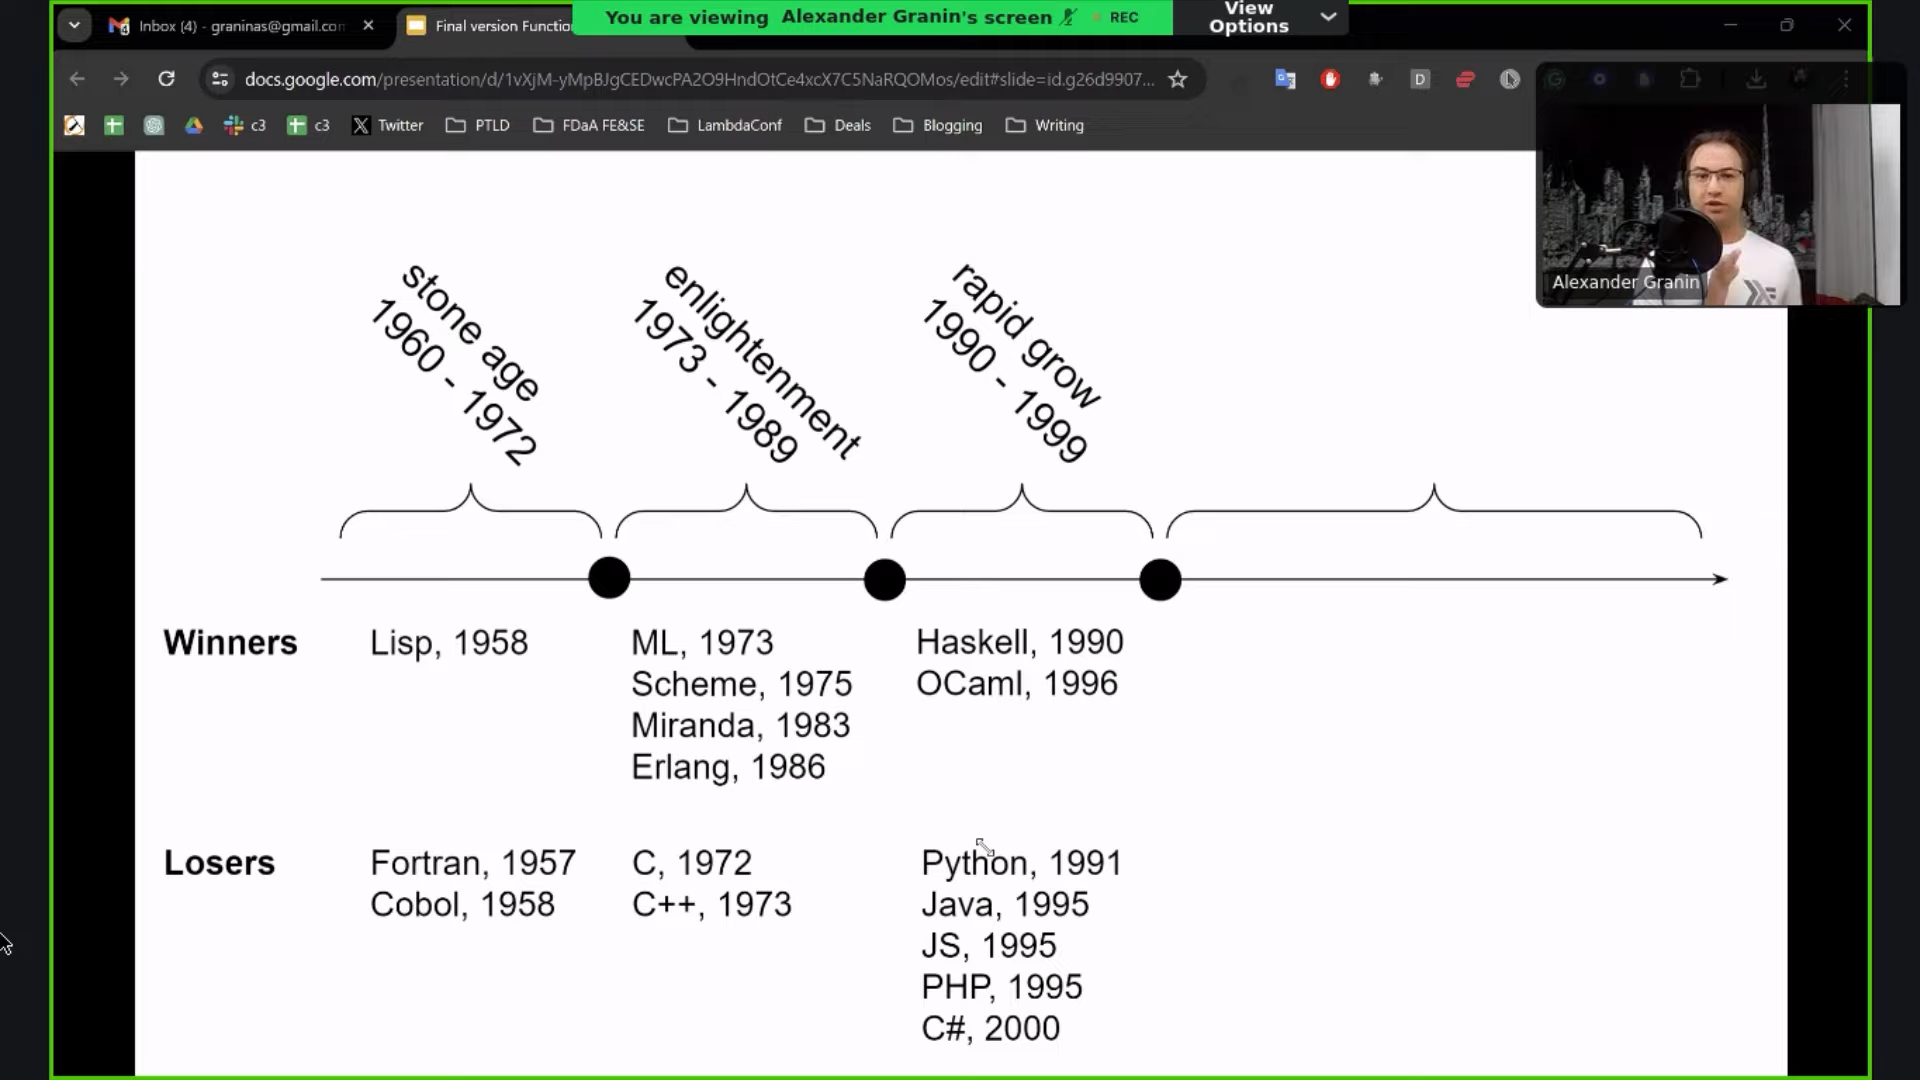 Inbox (4) - graninas@gmail.con
Final version Functio
You are viewing Alexander Granin's screen
REC
View
Options
docs.google.com/presentation/d/1vXjM-yMpBJgCEDwcPA2O9HndOtCe4xcX7C5NaRQOMos/edit#slide=id.g26d9907...
c3
c3
Twitter
PTLD
FDaA FE&SE
LambdaConf
Deals
Blogging
Writing
Alexander Granin
stone age
1960 - 1972
enlightenment
1973 - 1989
rapid grow
1990 - 1999
Winners
Lisp, 1958
ML, 1973
Scheme, 1975
Miranda, 1983
Erlang, 1986
Haskell, 1990
OCaml, 1996
Losers
Fortran, 1957
Cobol, 1958
C, 1972
C++, 1973
Python, 1991
Java, 1995
JS, 1995
PHP, 1995
C#, 2000